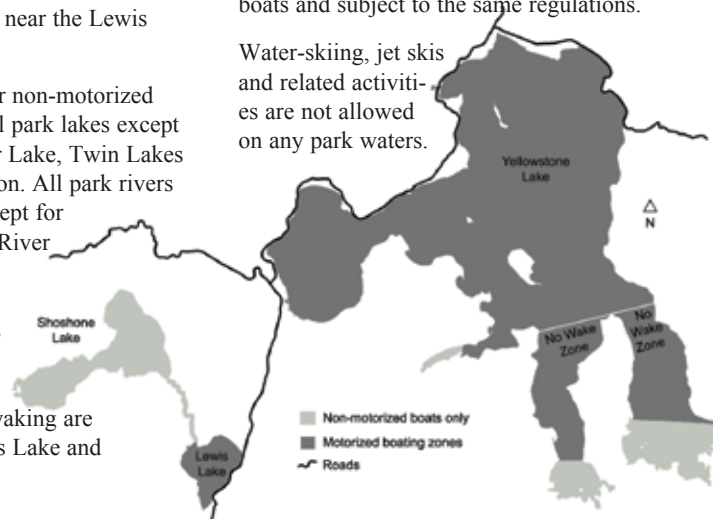 near the Lewis
r non-motorized
l park lakes except
r Lake, Twin Lakes
on. All park rivers
ept for
River
vaking are
s Lake and
boats and subject to the same regulations.
Water-skiing, jet skis
and related activiti-
es are not allowed
on any park waters.
Yellowstone
Lake
N
No Wake
Zone
No
Wake
Zone
Shoshone
Lake
Lewis
Lake
Non-motorized boats only
Motorized boating zones
Roads